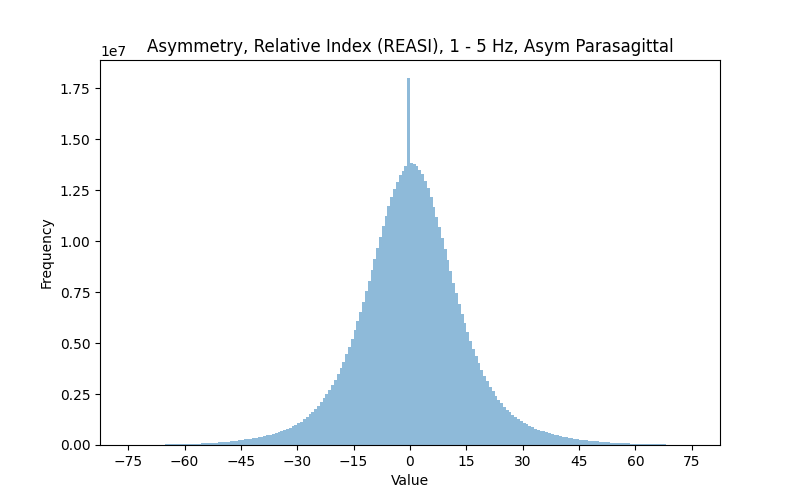 Asymmetry, Relative Index (REASI), 1 - 5 Hz, Asym Parasagittal
1e7
1.75
1.50
1.25
1.00
0.75
0.50
0.25
0.00
Frequency
−75 −60 −45 −30 −15 0 15 30 45 60 75
Value